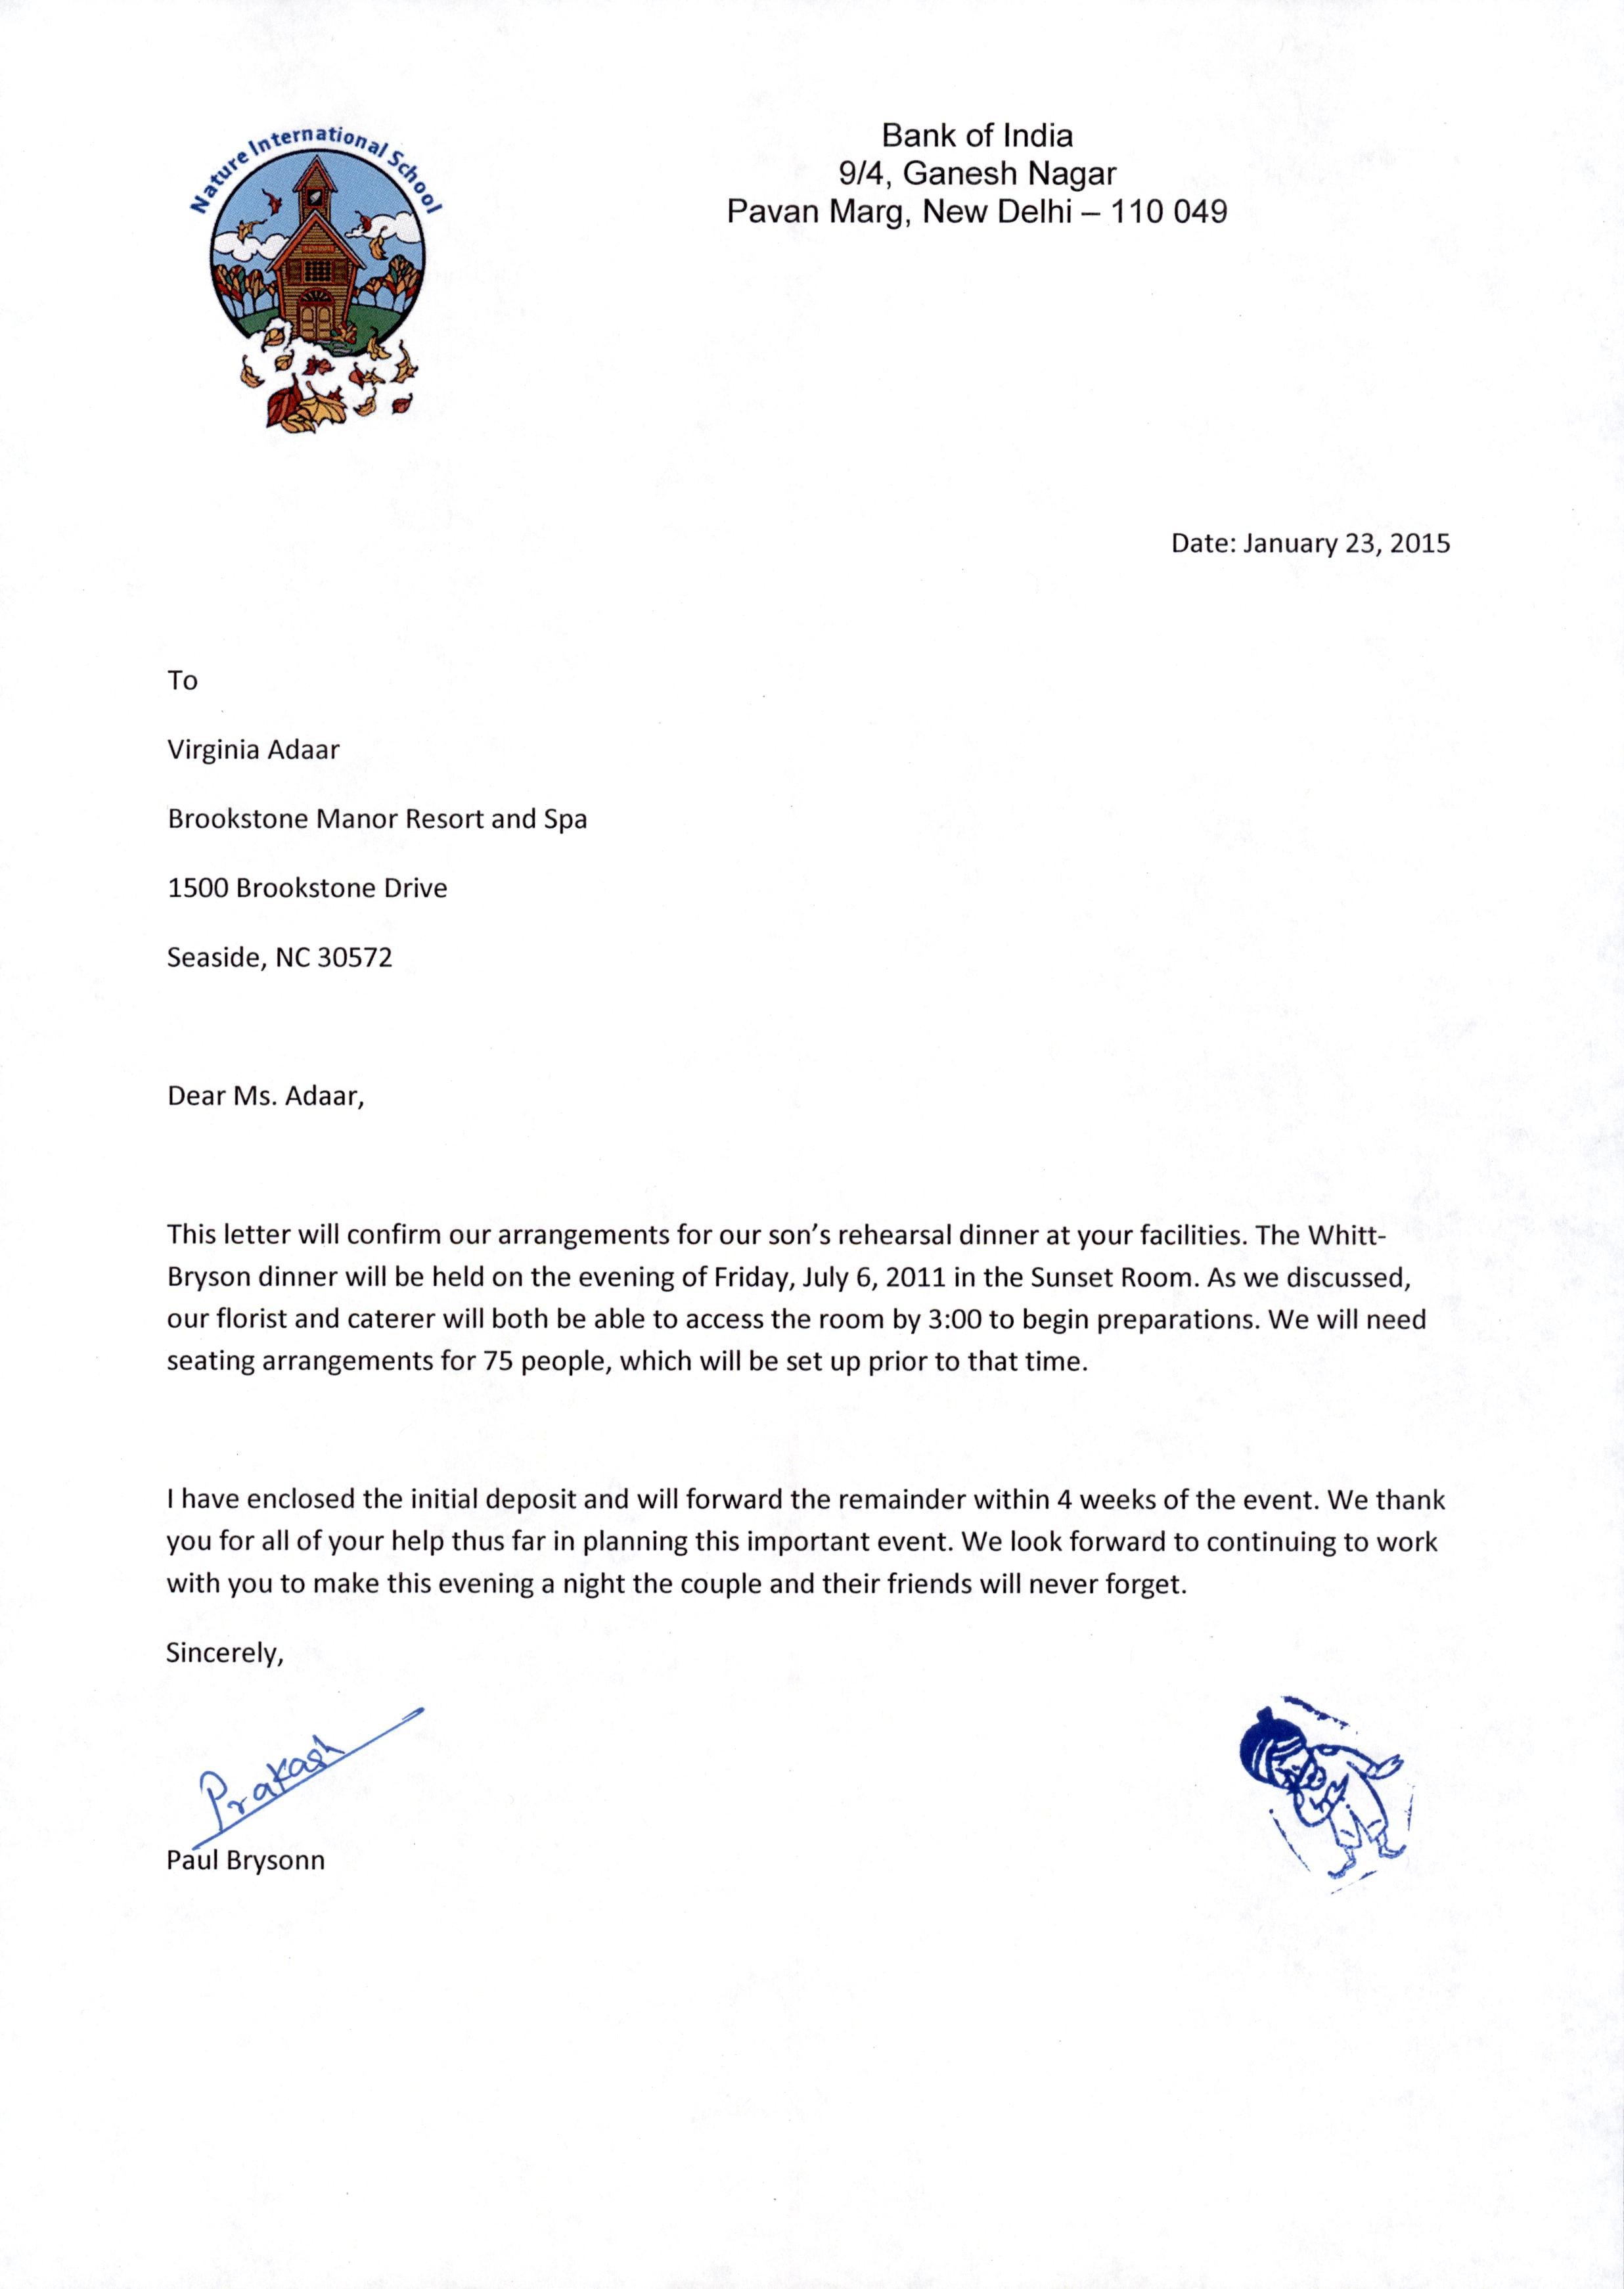 Nature International School
Bank of India
9/4, Ganesh Nagar
Pavan Marg, New Delhi – 110 049
Date: January 23, 2015
To
Virginia Adaar
Brookstone Manor Resort and Spa
1500 Brookstone Drive
Seaside, NC 30572
Dear Ms. Adaar,
This letter will confirm our arrangements for our son’s rehearsal dinner at your facilities. The Whitt-
Bryson dinner will be held on the evening of Friday, July 6, 2011 in the Sunset Room. As we discussed,
our florist and caterer will both be able to access the room by 3:00 to begin preparations. We will need
seating arrangements for 75 people, which will be set up prior to that time.
I have enclosed the initial deposit and will forward the remainder within 4 weeks of the event. We thank
you for all of your help thus far in planning this important event. We look forward to continuing to work
with you to make this evening a night the couple and their friends will never forget.
Sincerely,
Prakash
Paul Brysonn